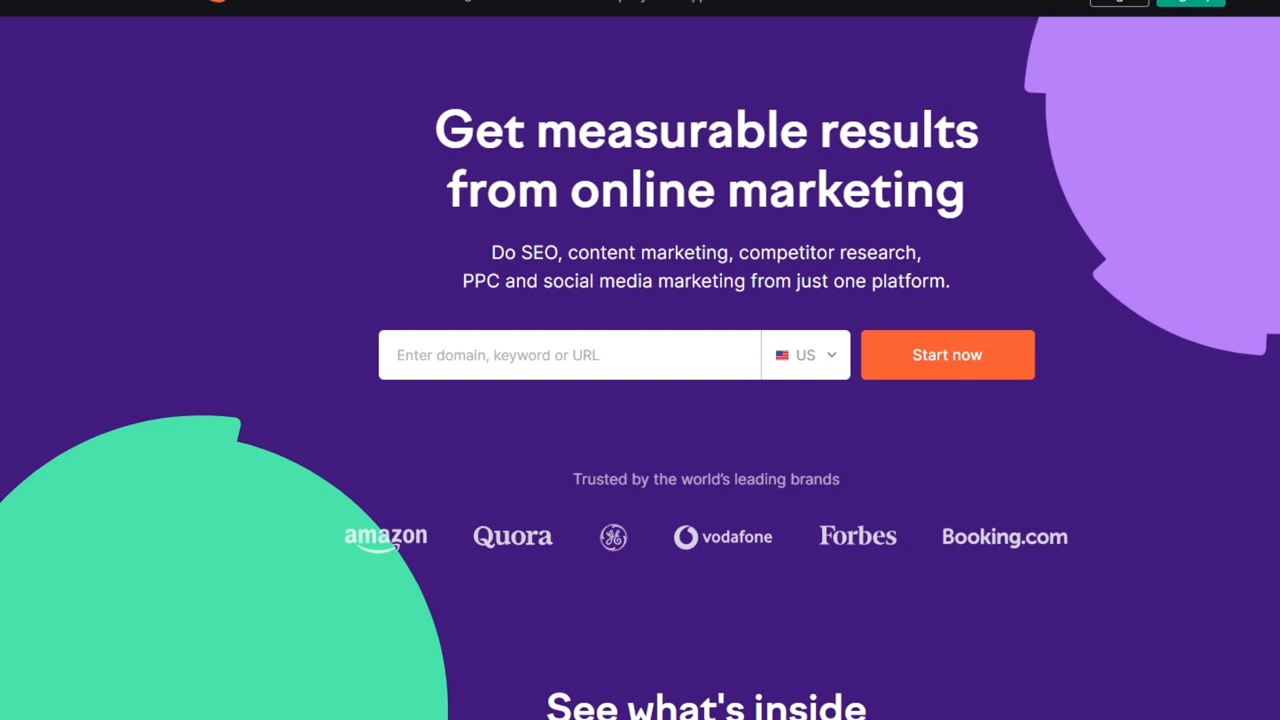 Get measurable results
from online marketing
Do SEO, content marketing, competitor research,
PPC and social media marketing from just one platform.
Enter domain, keyword or URL
US
Start now
Trusted by the world's leading brands
amazon
Quora
GE
vodafone
Forbes
Booking.com
See what's inside